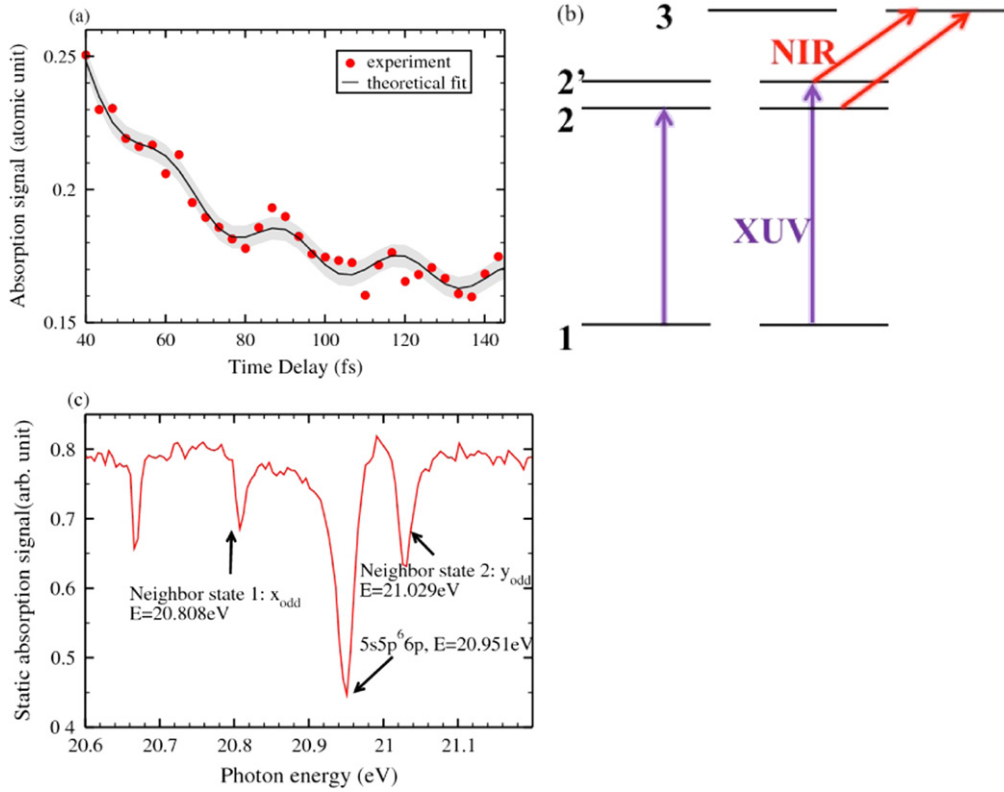 (a)
0.25
0.2
0.15
40
60
80
100
120
140
Absorption signal (atomic unit)
Time Delay (fs)
experiment
theoretical fit
(b)
3
2’
2
1
NIR
XUV
(c)
0.8
0.7
0.6
0.5
0 4
20.6
20.7
20.8
20.9
21
21.1
Static absorption signal(arb. unit)
Photon energy (eV)
Neighbor state 1: x_odd
E=20.808eV
Neighbor state 2: y_odd
E=21.029eV
5s5p^6 6p, E=20.951eV